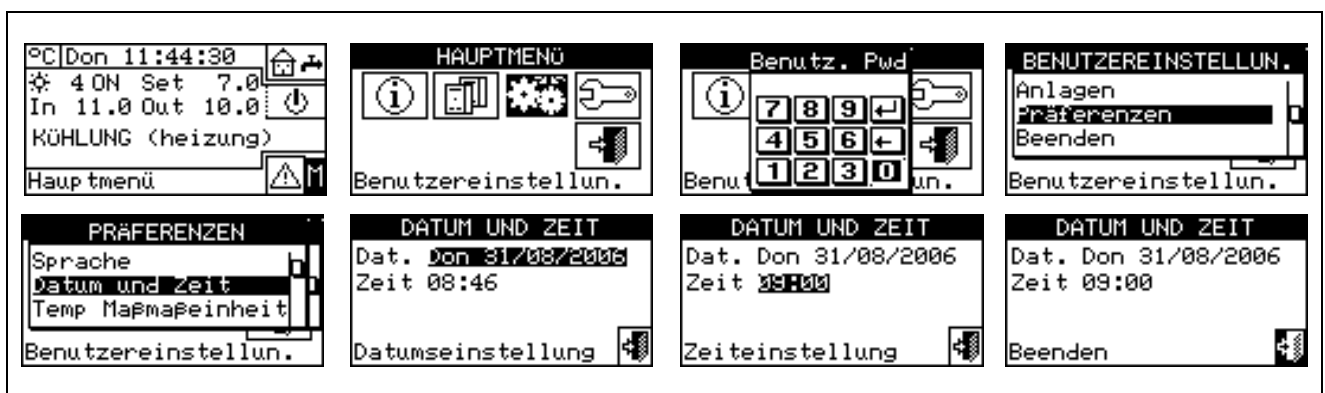 °C Don 11:44:30
4 ON Set 7.0
In 11.0 Out 10.0
KÜHLUNG (heizung)
Hauptmenü M
HAUPTMENÜ
i
Benutzereinstellun.
Benutz. Pwd
i
7 8 9 ↵
4 5 6 ←
1 2 3 0
Benu un.
BENUTZEREINSTELLUN.
Anlagen
Präferenzen
Beenden
Benutzereinstellun.
PRÄFERENZEN
Sprache
Datum und Zeit
Temp Maßmaßeinheit
Benutzereinstellun.
DATUM UND ZEIT
Dat. Don 31/08/2006
Zeit 08:46
Datumseinstellung
DATUM UND ZEIT
Dat. Don 31/08/2006
Zeit 09:00
Zeiteinstellung
DATUM UND ZEIT
Dat. Don 31/08/2006
Zeit 09:00
Beenden